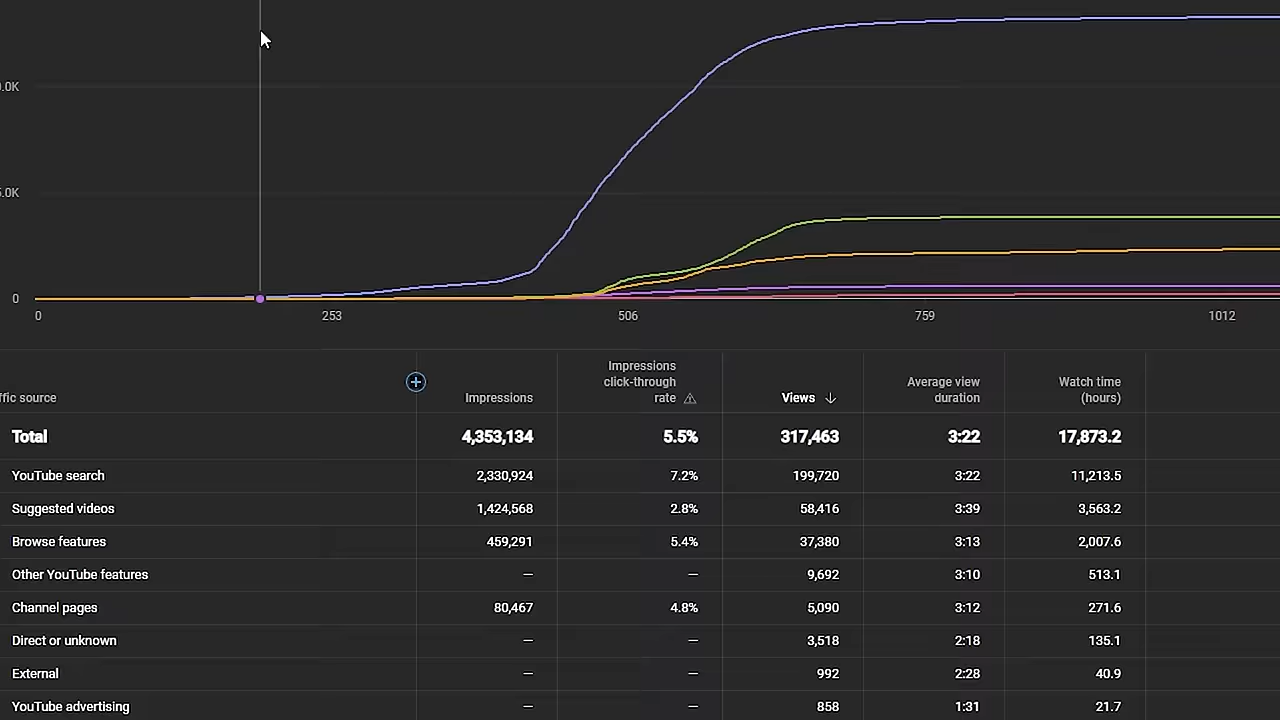 .0K
5.0K
0
0 253 506 759 1012
Impressions
click-through
rate
Average view
duration
Watch time
(hours)
ffic source Impressions Views
Total 4,353,134 5.5% 317,463 3:22 17,873.2
YouTube search 2,330,924 7.2% 199,720 3:22 11,213.5
Suggested videos 1,424,568 2.8% 58,416 3:39 3,563.2
Browse features 459,291 5.4% 37,380 3:13 2,007.6
Other YouTube features — — 9,692 3:10 513.1
Channel pages 80,467 4.8% 5,090 3:12 271.6
Direct or unknown — — 3,518 2:18 135.1
External — — 992 2:28 40.9
YouTube advertising — — 858 1:31 21.7